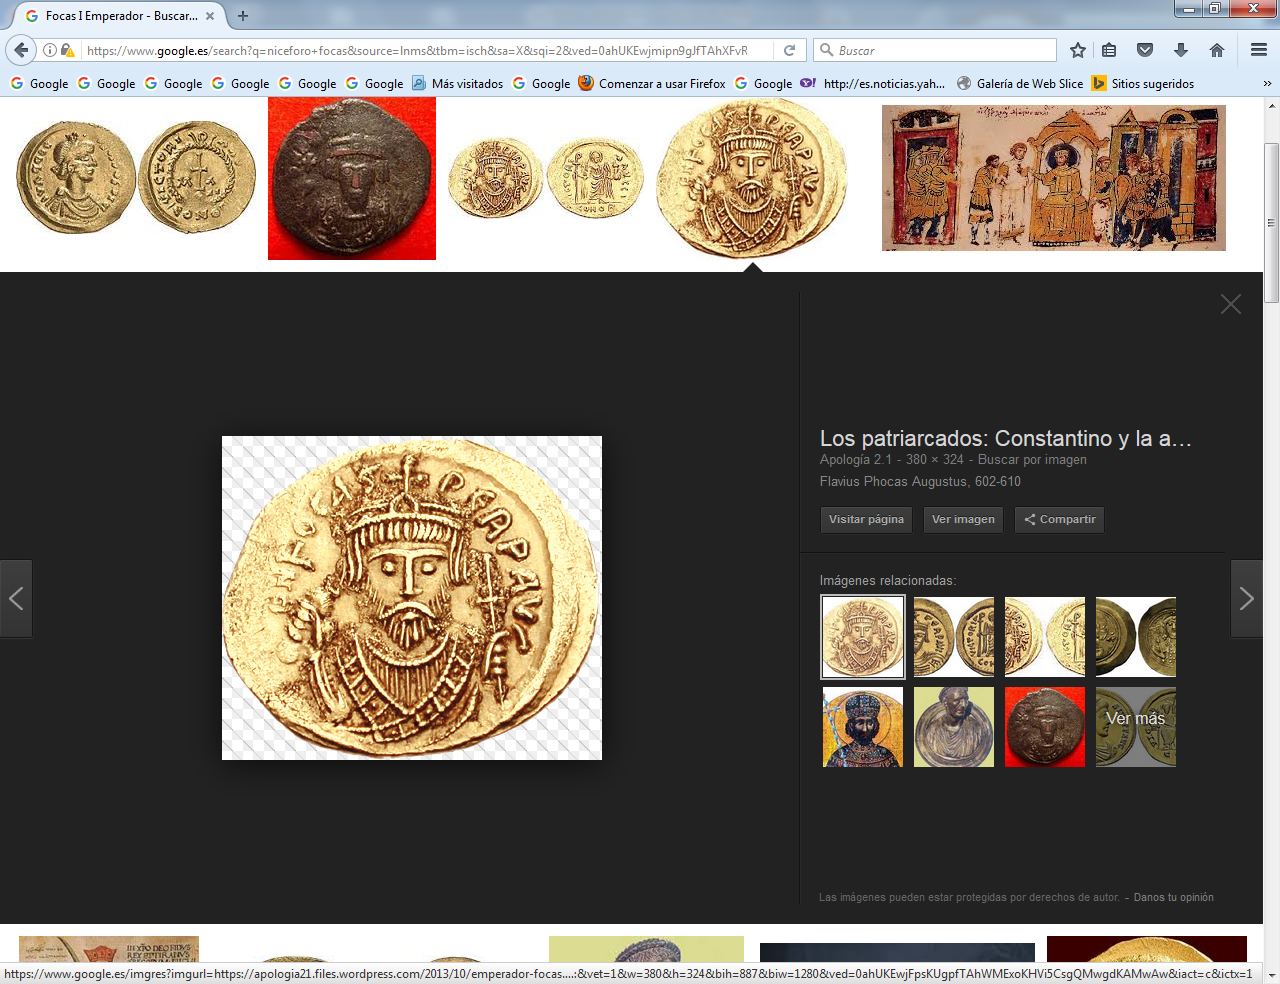 Focas I Emperador - Buscar...
https://www.google.es/search?q=niceforo+focas&source=lnms&tbm=isch&sa=X&sqi=2&ved=0ahUKEwjmipn9gJfTAhXFvR
Buscar
Google Google Google Google Google Google Más visitados Google Comenzar a usar Firefox Google http://es.noticias.yah... Galería de Web Slice Sitios sugeridos »
Los patriarcados: Constantino y la a...
Apología 2.1 - 380 × 324 - Buscar por imagen
Flavius Phocas Augustus, 602-610
Visitar página Ver imagen Compartir
Imágenes relacionadas:
Ver más
Las imágenes pueden estar protegidas por derechos de autor. - Danos tu opinión
https://www.google.es/imgres?imgurl=https://apologia21.files.wordpress.com/2013/10/emperador-focas....:&vet=1&w=380&h=324&bih=887&biw=1280&ved=0ahUKEwjFpsKUgpfTAhWMExoKHVi5CsgQMwgdKAMwAw&iact=c&ictx=1